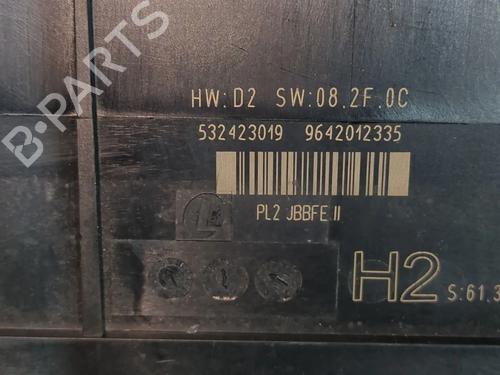 B-PARTS
HW:D2 SW:08.2F.0C
532423019 9642012335
PL2 JBBFE II
H2 S:61.3